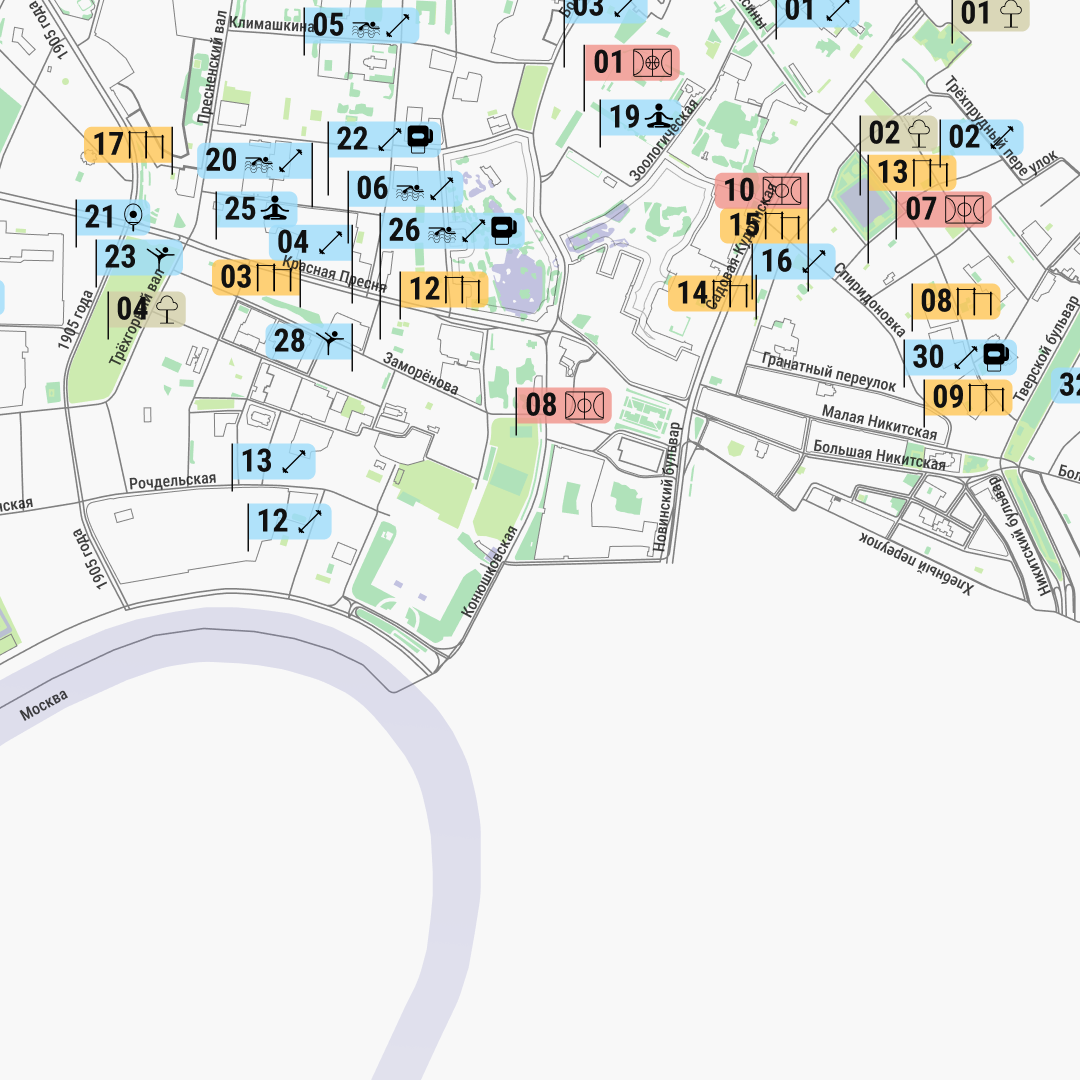 03
01
01
05
Климашкина
1905 года
Пресненский вал
01
19
Зоологическая
Трёхпрудный переулок
17
22
02
02
20
06
13
10
07
21
25
15
26
04
23
16
Садовая-Кудринская
Красная Пресня
03
12
14
Спиридоновка
08
04
Трёхгорный вал
1905 года
28
30
Заморёнова
Гранатный переулок
Тверской бульвар
32
09
08
Малая Никитская
13
Большая Никитская
Новинский бульвар
Рочдельская
12
1905 года
Конюшковская
Хлебный переулок
Никитский бульвар
Москва